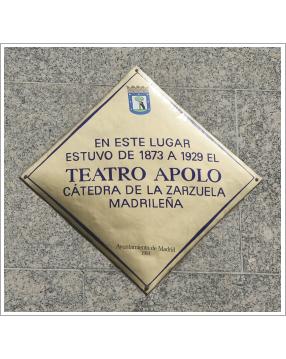 EN ESTE LUGAR
ESTUVO DE 1873 A 1929 EL
TEATRO APOLO
CÁTEDRA DE LA ZARZUELA
MADRILEÑA
Ayuntamiento de Madrid